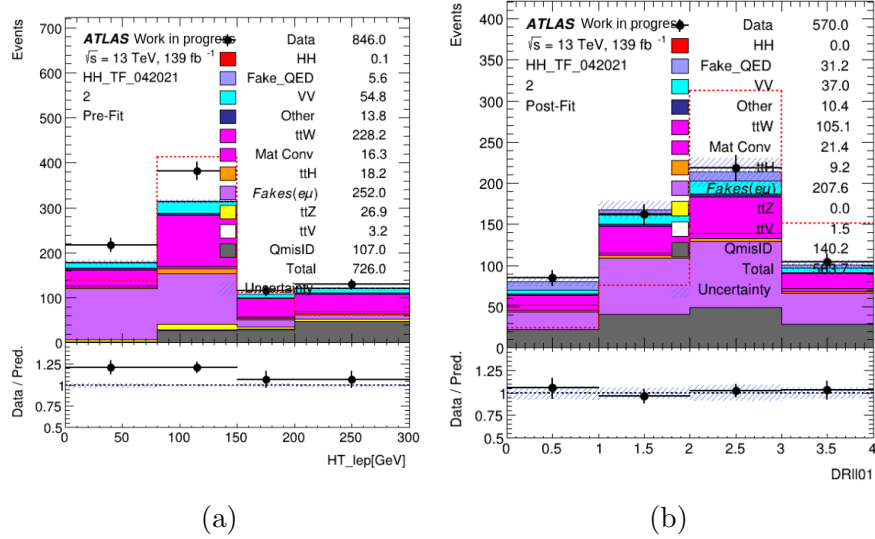 Events
700
600
500
400
300
200
100
0
ATLAS Work in progress
√s = 13 TeV, 139 fb -1
HH_TF_042021
2
Pre-Fit
Data 846.0
HH 0.1
Fake_QED 5.6
VV 54.8
Other 13.8
ttW 228.2
Mat Conv 16.3
ttH 18.2
Fakes(eμ) 252.0
ttZ 26.9
ttV 3.2
QmisID 107.0
Total 726.0
Uncertainty
Data / Pred.
1.25
1
0.75
0.5
0 50 100 150 200 250 300
HT_lep[GeV]
(a)
Events
400
350
300
250
200
150
100
50
0
ATLAS Work in progress
√s = 13 TeV, 139 fb -1
HH_TF_042021
2
Post-Fit
Data 570.0
HH 0.0
Fake_QED 31.2
VV 37.0
Other 10.4
ttW 105.1
Mat Conv 21.4
ttH 9.2
Fakes(eμ) 207.6
ttZ 0.0
ttV 1.5
QmisID 140.2
Total 563.7
Uncertainty
Data / Pred.
1.25
1
0.75
0.5
0 0.5 1 1.5 2 2.5 3 3.5 4
DRll01
(b)